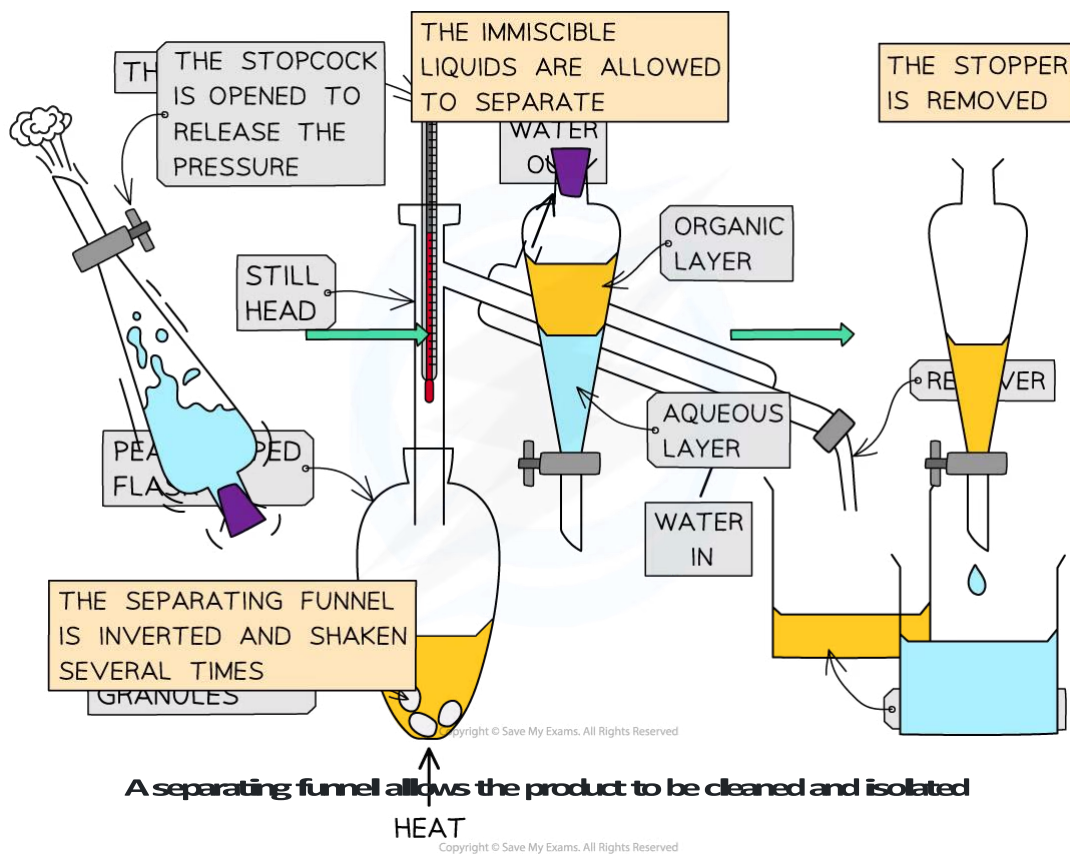 TH
THE STOPCOCK
IS OPENED TO
RELEASE THE
PRESSURE
THE IMMISCIBLE
LIQUIDS ARE ALLOWED
TO SEPARATE
THE STOPPER
IS REMOVED
WATER
ORGANIC
LAYER
STILL
HEAD
AQUEOUS
LAYER
WATER
IN
THE SEPARATING FUNNEL
IS INVERTED AND SHAKEN
SEVERAL TIMES
GRANULES
Copyright © Save My Exams. All Rights Reserved
A separating funnel allows the product to be cleaned and isolated
HEAT
Copyright © Save My Exams. All Rights Reserved